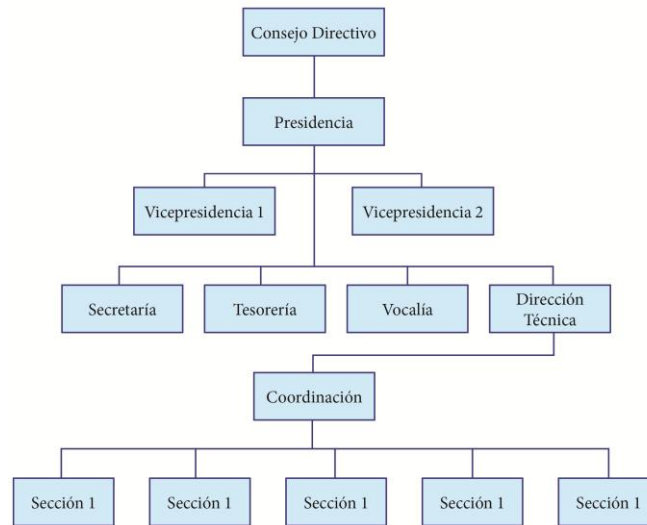 Consejo Directivo
Presidencia
Vicepresidencia 1
Vicepresidencia 2
Secretaría
Tesorería
Vocalía
Dirección
Técnica
Coordinación
Sección 1
Sección 1
Sección 1
Sección 1
Sección 1